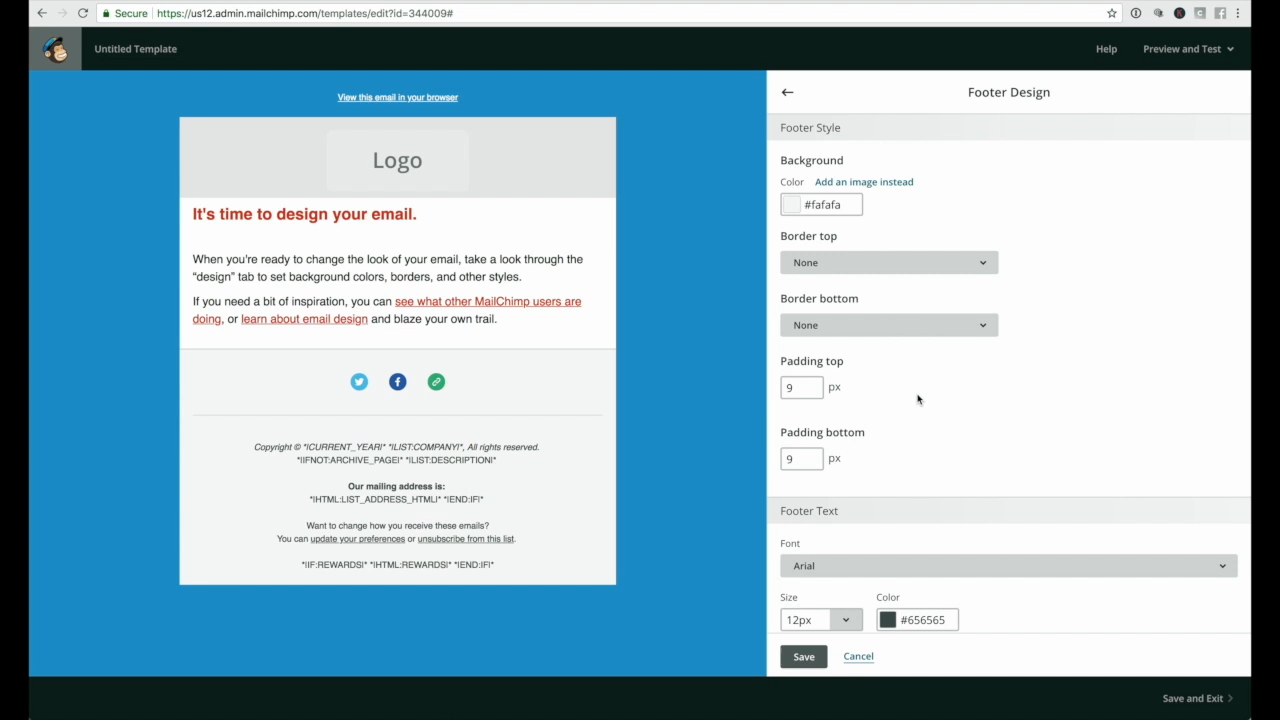 Secure https://us12.admin.mailchimp.com/templates/edit?id=344009#
Untitled Template
Help
Preview and Test
View this email in your browser
Logo
It's time to design your email.
When you're ready to change the look of your email, take a look through the
“design” tab to set background colors, borders, and other styles.
If you need a bit of inspiration, you can see what other MailChimp users are
doing, or learn about email design and blaze your own trail.
Copyright © *|CURRENT_YEAR|* *|LIST:COMPANY|*, All rights reserved.
*|IFNOT:ARCHIVE_PAGE|* *|LIST:DESCRIPTION|*
Our mailing address is:
*|HTML:LIST_ADDRESS_HTML|* *|END:IF|*
Want to change how you receive these emails?
You can update your preferences or unsubscribe from this list.
*|IF:REWARDS|* *|HTML:REWARDS|* *|END:IF|*
Footer Design
Footer Style
Background
Color Add an image instead
#fafafa
Border top
None
Border bottom
None
Padding top
9 px
Padding bottom
9 px
Footer Text
Font
Arial
Size Color
12px #656565
Save Cancel
Save and Exit